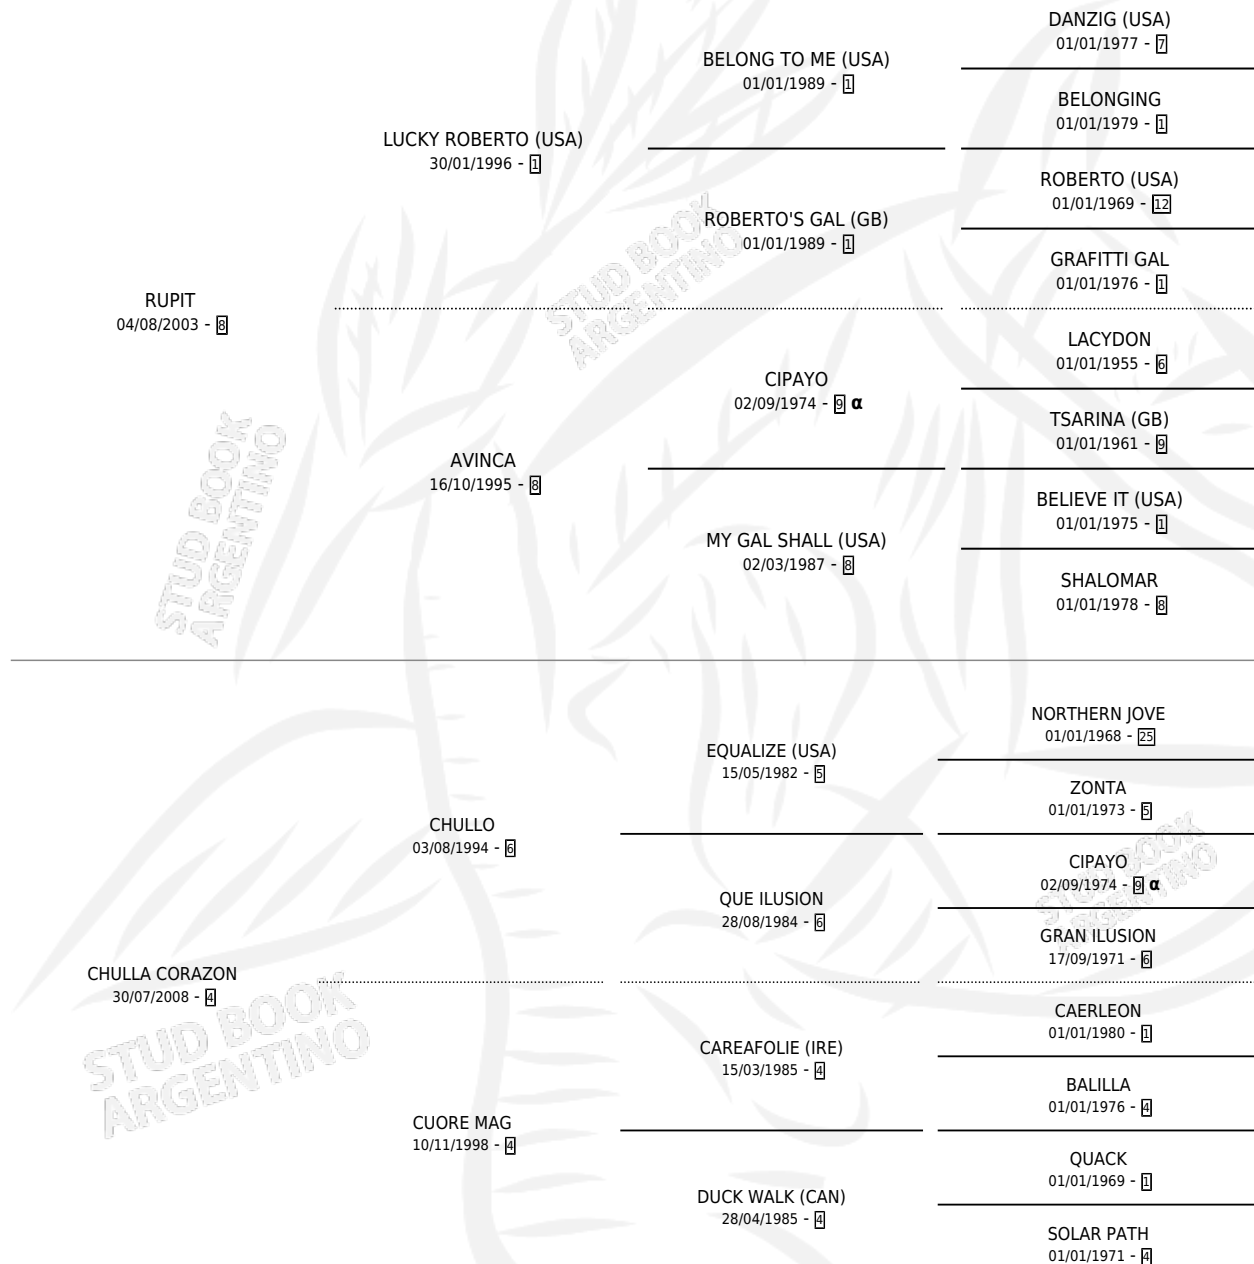 DANZIG (USA)
01/01/1977 - 7
BELONG TO ME (USA)
01/01/1989 - 1
BELONGING
01/01/1979 - 1
LUCKY ROBERTO (USA)
30/01/1996 - 1
ROBERTO (USA)
01/01/1969 - 12
ROBERTO'S GAL (GB)
01/01/1989 - 1
GRAFITTI GAL
01/01/1976 - 1
RUPIT
04/08/2003 - 8
LACYDON
01/01/1955 - 6
CIPAYO
02/09/1974 - 9 α
TSARINA (GB)
01/01/1961 - 9
AVINCA
16/10/1995 - 8
BELIEVE IT (USA)
01/01/1975 - 1
MY GAL SHALL (USA)
02/03/1987 - 8
SHALOMAR
01/01/1978 - 8
NORTHERN JOVE
01/01/1968 - 25
EQUALIZE (USA)
15/05/1982 - 5
ZONTA
01/01/1973 - 5
CHULLO
03/08/1994 - 6
CIPAYO
02/09/1974 - 9 α
QUE ILUSION
28/08/1984 - 6
GRAN ILUSION
17/09/1971 - 6
CHULLA CORAZON
30/07/2008 - 4
CAERLEON
01/01/1980 - 1
CAREAFOLIE (IRE)
15/03/1985 - 4
BALILLA
01/01/1976 - 4
CUORE MAG
10/11/1998 - 4
QUACK
01/01/1969 - 1
DUCK WALK (CAN)
28/04/1985 - 4
SOLAR PATH
01/01/1971 - 4
STUD BOOK
ARGENTINO
STUD BOOK
ARGENTINO
STUD BOOK
ARGENTINO
STUD BOOK
ARGENTINO